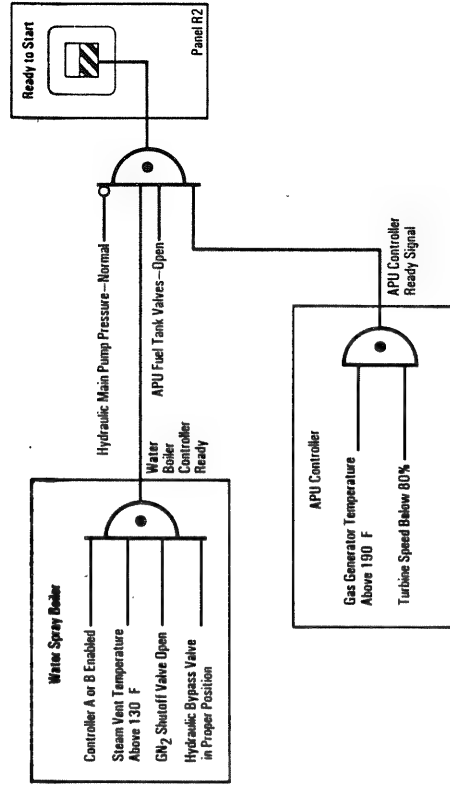 Water Spray Boiler
Controller A or B Enabled
Steam Vent Temperature
Above 130 F
GN2 Shutoff Valve Open
Hydraulic Bypass Valve
in Proper Position
Water
Boiler
Controller
Ready
Hydraulic Main Pump Pressure—Normal
APU Fuel Tank Valves—Open
Ready to Start
Panel R2
APU Controller
Gas Generator Temperature
Above 190 F
Turbine Speed Below 80%
APU Controller
Ready Signal